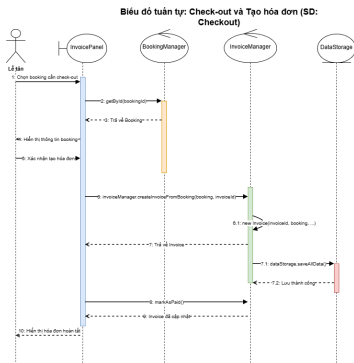 Biểu đồ tuần tự: Check-out và Tạo hóa đơn (SD:
Checkout)
Lễ tân
InvoicePanel
BookingManager
InvoiceManager
DataStorage
1: Chọn booking cần check-out
2: getById(bookingId)
3: Trả về Booking
4: Hiển thị thông tin booking
5: Xác nhận tạo hóa đơn
6: invoiceManager.createInvoiceFromBooking(booking, invoiceId)
6.1: new Invoice(invoiceId, booking, ...)
7: Trả về Invoice
7.1: dataStorage.saveAllData()
7.2: Lưu thành công
8: markAsPaid()
9: Invoice đã cập nhật
10: Hiển thị hóa đơn hoàn tất